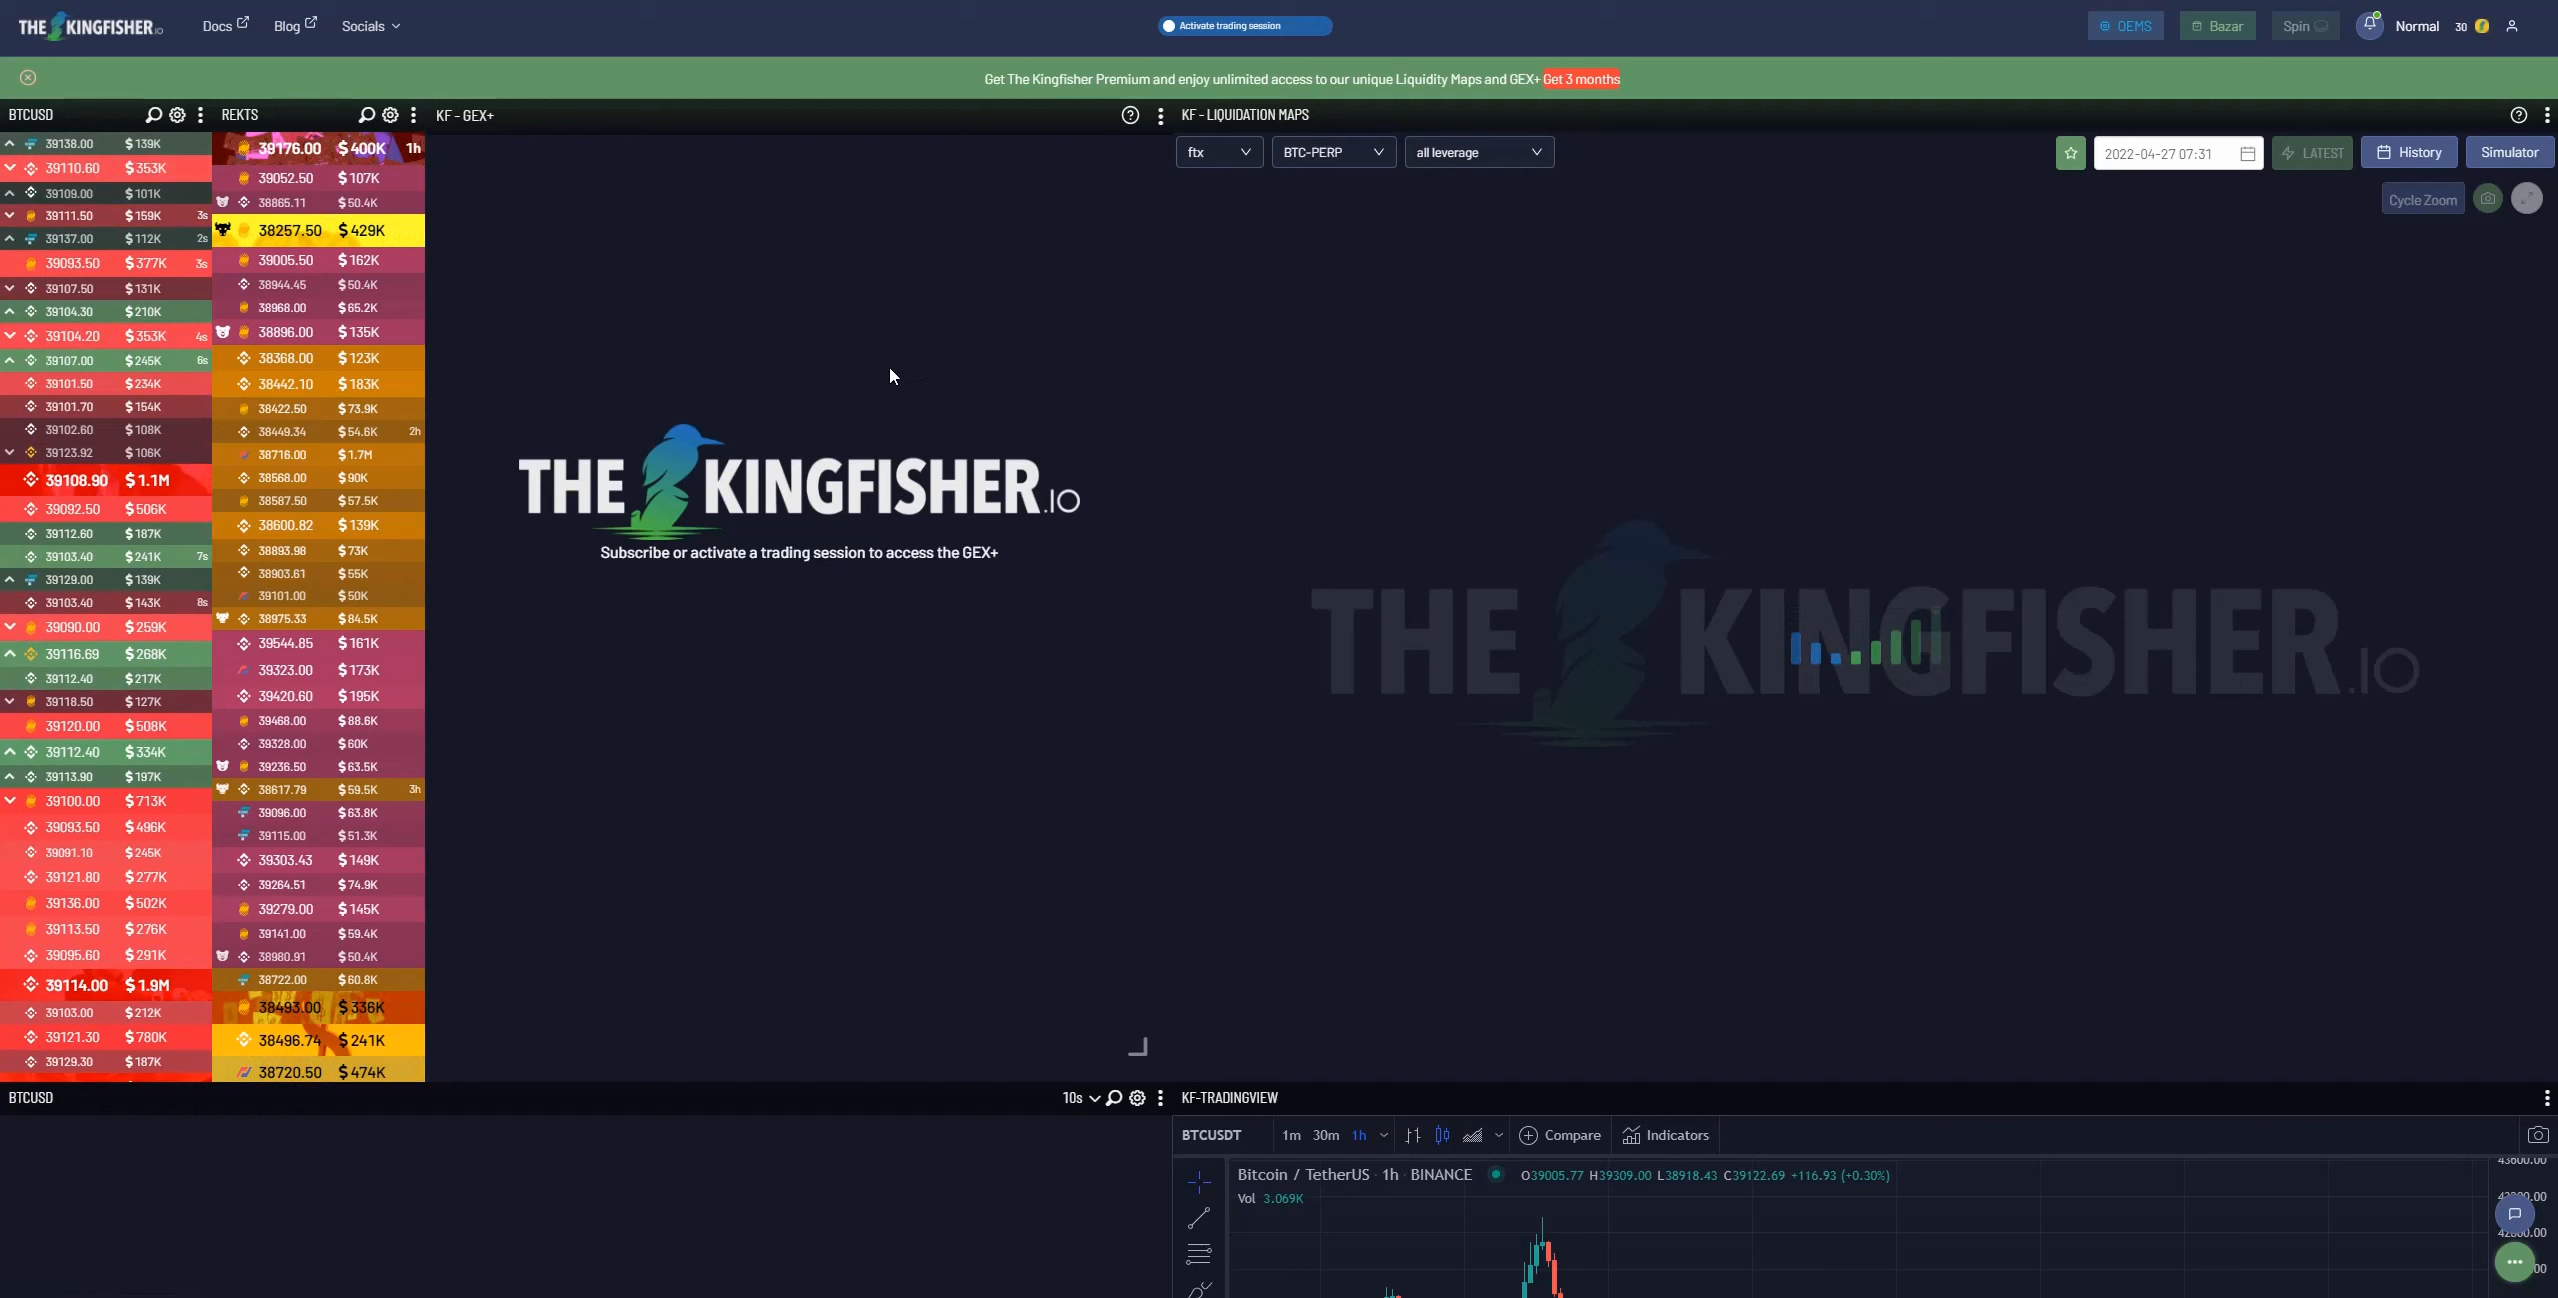 THE KINGFISHER.IO
Docs
Blog
Socials
Activate trading session
OEMS
Bazar
Spin
Normal
30
Get The Kingfisher Premium and enjoy unlimited access to our unique Liquidity Maps and GEX+ Get 3 months
BTCUSD
39138.00 $139K
39110.60 $353K
39109.00 $101K
39111.50 $159K 3s
39137.00 $112K 2s
39093.50 $377K 3s
39107.50 $131K
39104.30 $210K
39104.20 $353K 4s
39107.00 $245K 6s
39101.50 $234K
39101.70 $154K
39102.60 $108K
39123.92 $106K
39108.90 $1.1M
39092.50 $506K
39112.60 $187K
39103.40 $241K 7s
39129.00 $139K
39103.40 $143K 8s
39090.00 $259K
39116.69 $268K
39112.40 $217K
39118.50 $127K
39120.00 $508K
39112.40 $334K
39113.90 $197K
39100.00 $713K
39093.50 $496K
39091.10 $245K
39121.80 $277K
39136.00 $502K
39113.50 $276K
39095.60 $291K
39114.00 $1.9M
39103.00 $212K
39121.30 $780K
39129.30 $187K
REKTS
39176.00 $400K 1h
39052.50 $107K
38865.11 $50.4K
38257.50 $429K
39005.50 $162K
38944.45 $50.4K
38968.00 $65.2K
38896.00 $135K
38368.00 $123K
38442.10 $183K
38422.50 $73.9K
38449.34 $54.6K 2h
38716.00 $1.7M
38568.00 $90K
38587.50 $57.5K
38600.82 $139K
38893.98 $73K
38903.61 $55K
39101.00 $50K
38975.33 $84.5K
39544.85 $161K
39323.00 $173K
39420.60 $195K
39468.00 $88.6K
39328.00 $60K
39236.50 $63.5K
38617.79 $59.5K 3h
39096.00 $63.8K
39115.00 $51.3K
39303.43 $149K
39264.51 $74.9K
39279.00 $145K
39141.00 $59.4K
38980.91 $50.4K
38722.00 $60.8K
38493.00 $336K
38496.74 $241K
38720.50 $474K
KF - GEX+
THE KINGFISHER.IO
Subscribe or activate a trading session to access the GEX+
KF - LIQUIDATION MAPS
ftx
BTC-PERP
all leverage
2022-04-27 07:31
LATEST
History
Simulator
Cycle Zoom
THE KINGFISHER.IO
BTCUSD
10s
KF-TRADINGVIEW
BTCUSDT
1m 30m 1h
Compare
Indicators
Bitcoin / TetherUS · 1h · BINANCE
O39005.77 H39309.00 L38918.43 C39122.69 +116.93 (+0.30%)
Vol 3.069K
43600.00